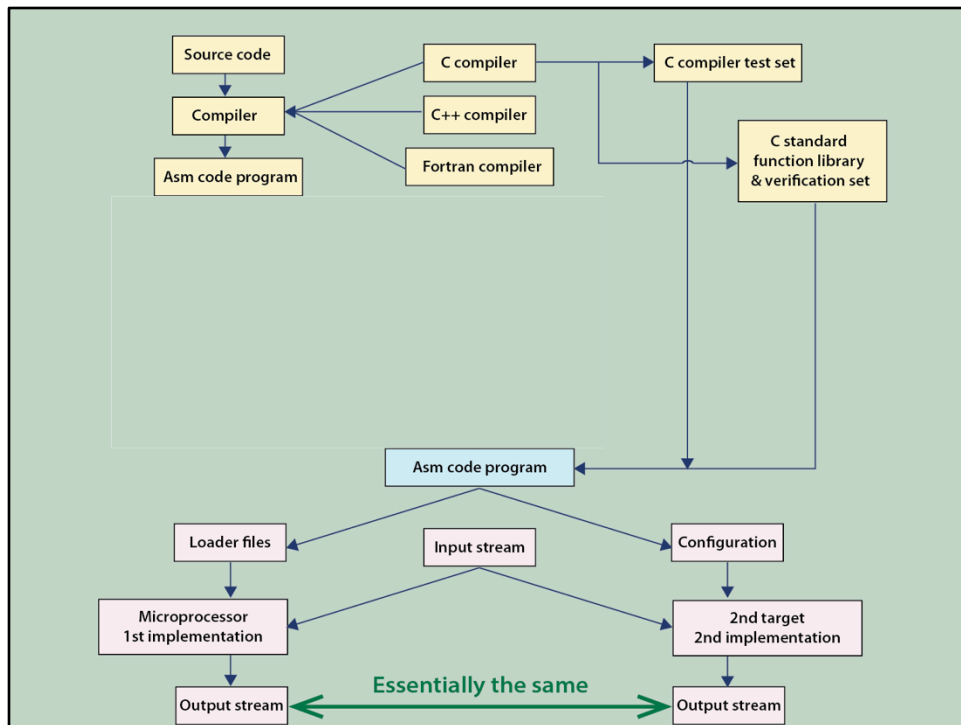 Source code
C compiler
C compiler test set
Compiler
C++ compiler
C standard
function library
& verification set
Asm code program
Fortran compiler
Asm code program
Loader files
Input stream
Configuration
Microprocessor
1st implementation
2nd target
2nd implementation
Essentially the same
Output stream
Output stream